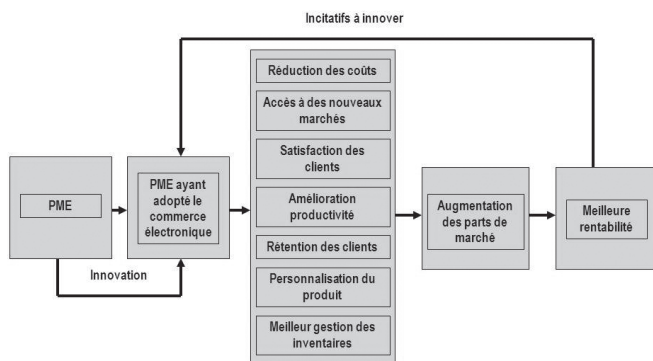 Incitatifs à innover
Réduction des coûts
Accès à des nouveaux
marchés
Satisfaction des
clients
PME
PME ayant
adopté le
commerce
électronique
Amélioration
productivité
Augmentation
des parts de
marché
Meilleure
rentabilité
Rétention des clients
Innovation
Personnalisation du
produit
Meilleur gestion des
inventaires